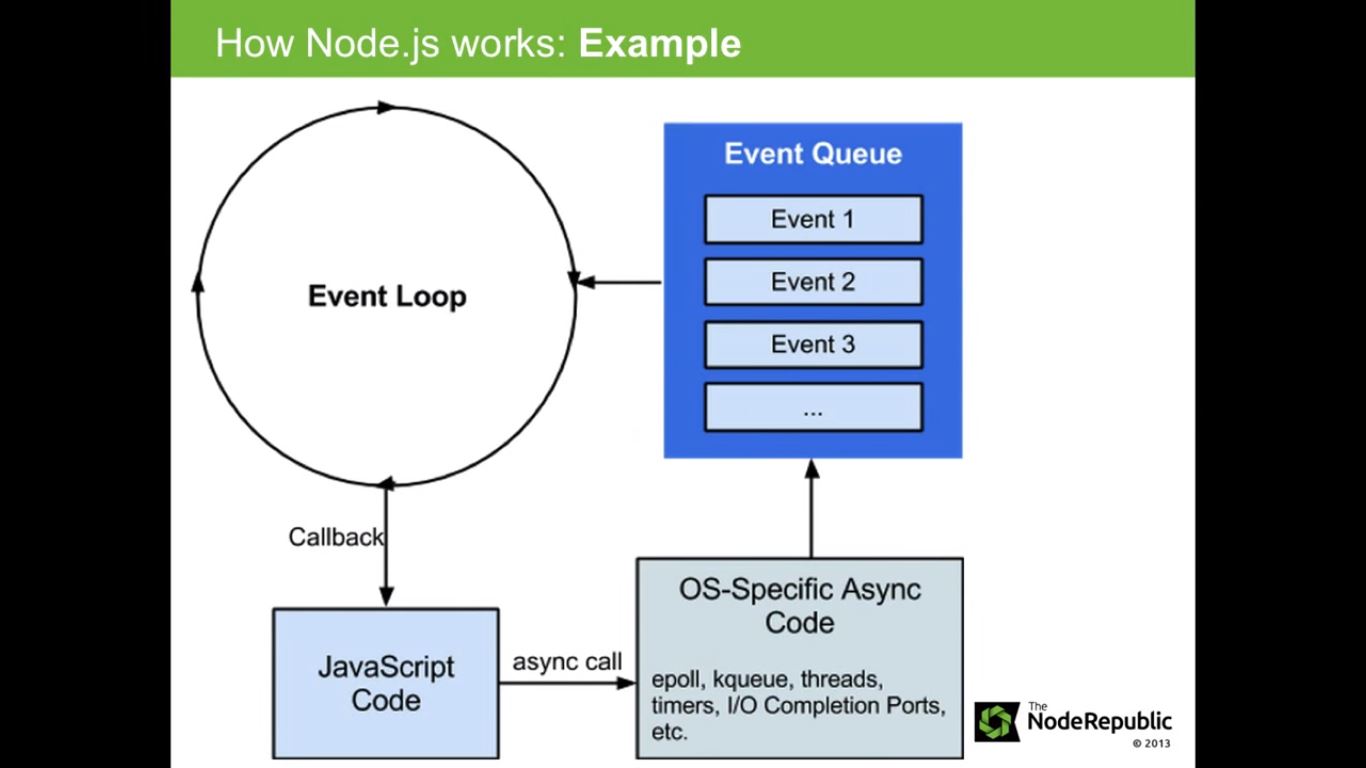 How Node.js works: Example
Event Queue
Event 1
Event 2
Event 3
...
Event Loop
Callback
JavaScript
Code
async call
OS-Specific Async
Code
epoll, kqueue, threads,
timers, I/O Completion Ports,
etc.
The
NodeRepublic
© 2013